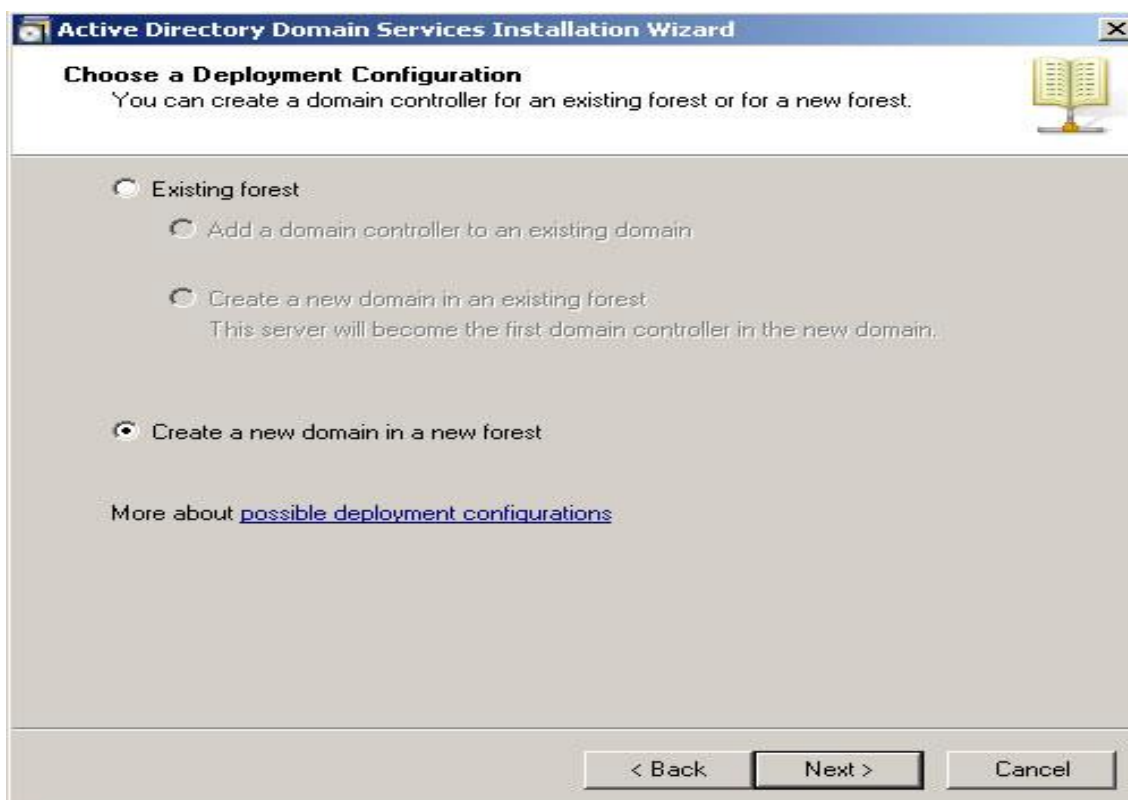 Active Directory Domain Services Installation Wizard
Choose a Deployment Configuration
You can create a domain controller for an existing forest or for a new forest.
Existing forest
Add a domain controller to an existing domain
Create a new domain in an existing forest
This server will become the first domain controller in the new domain.
Create a new domain in a new forest
More about possible deployment configurations
< Back Next > Cancel